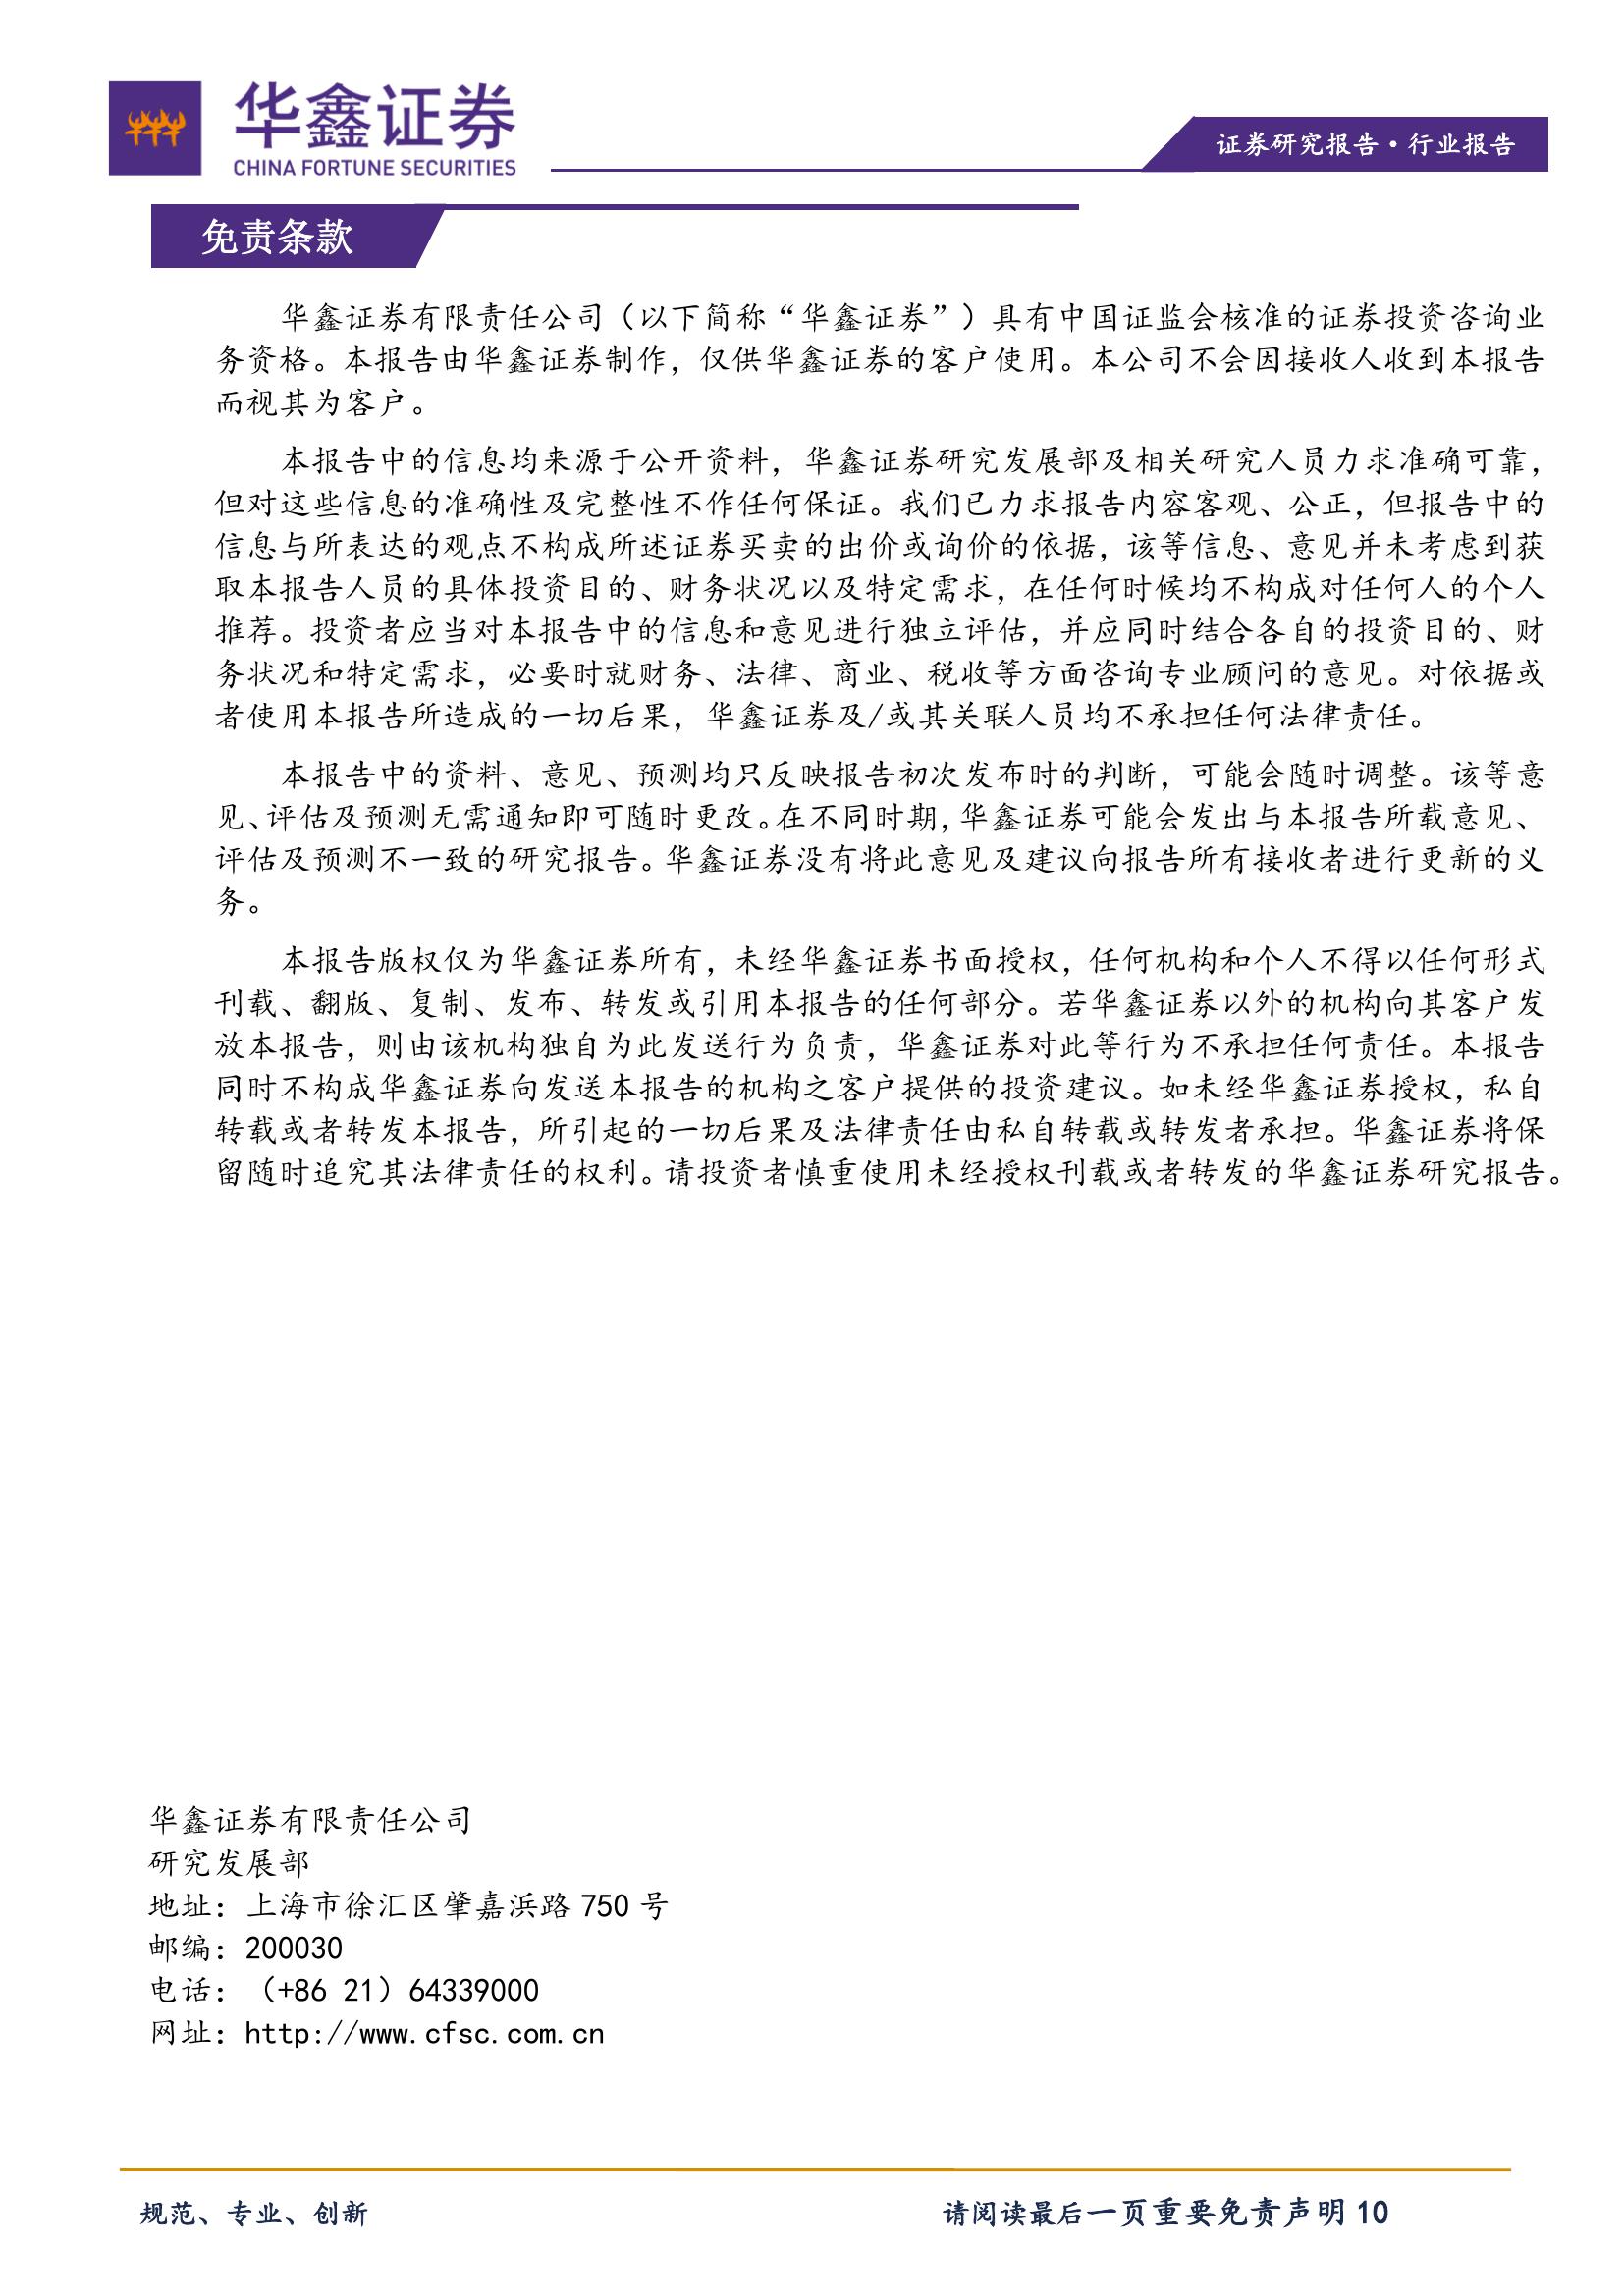 华鑫证券
CHINA FORTUNE SECURITIES
证券研究报告·行业报告
免责条款
华鑫证券有限责任公司（以下简称“华鑫证券”）具有中国证监会核准的证券投资咨询业
务资格。本报告由华鑫证券制作，仅供华鑫证券的客户使用。本公司不会因接收人收到本报告
而视其为客户。
本报告中的信息均来源于公开资料，华鑫证券研究发展部及相关研究人员力求准确可靠，
但对这些信息的准确性及完整性不作任何保证。我们已力求报告内容客观、公正，但报告中的
信息与所表达的观点不构成所述证券买卖的出价或询价的依据，该等信息、意见并未考虑到获
取本报告人员的具体投资目的、财务状况以及特定需求，在任何时候均不构成对任何人的个人
推荐。投资者应当对本报告中的信息和意见进行独立评估，并应同时结合各自的投资目的、财
务状况和特定需求，必要时就财务、法律、商业、税收等方面咨询专业顾问的意见。对依据或
者使用本报告所造成的一切后果，华鑫证券及/或其关联人员均不承担任何法律责任。
本报告中的资料、意见、预测均只反映报告初次发布时的判断，可能会随时调整。该等意
见、评估及预测无需通知即可随时更改。在不同时期，华鑫证券可能会发出与本报告所载意见、
评估及预测不一致的研究报告。华鑫证券没有将此意见及建议向报告所有接收者进行更新的义
务。
本报告版权仅为华鑫证券所有，未经华鑫证券书面授权，任何机构和个人不得以任何形式
刊载、翻版、复制、发布、转发或引用本报告的任何部分。若华鑫证券以外的机构向其客户发
放本报告，则由该机构独自为此发送行为负责，华鑫证券对此等行为不承担任何责任。本报告
同时不构成华鑫证券向发送本报告的机构之客户提供的投资建议。如未经华鑫证券授权，私自
转载或者转发本报告，所引起的一切后果及法律责任由私自转载或转发者承担。华鑫证券将保
留随时追究其法律责任的权利。请投资者慎重使用未经授权刊载或者转发的华鑫证券研究报告。
华鑫证券有限责任公司
研究发展部
地址：上海市徐汇区肇嘉浜路 750 号
邮编：200030
电话：（+86 21）64339000
网址：http://www.cfsc.com.cn
规范、专业、创新
请阅读最后一页重要免责声明 10